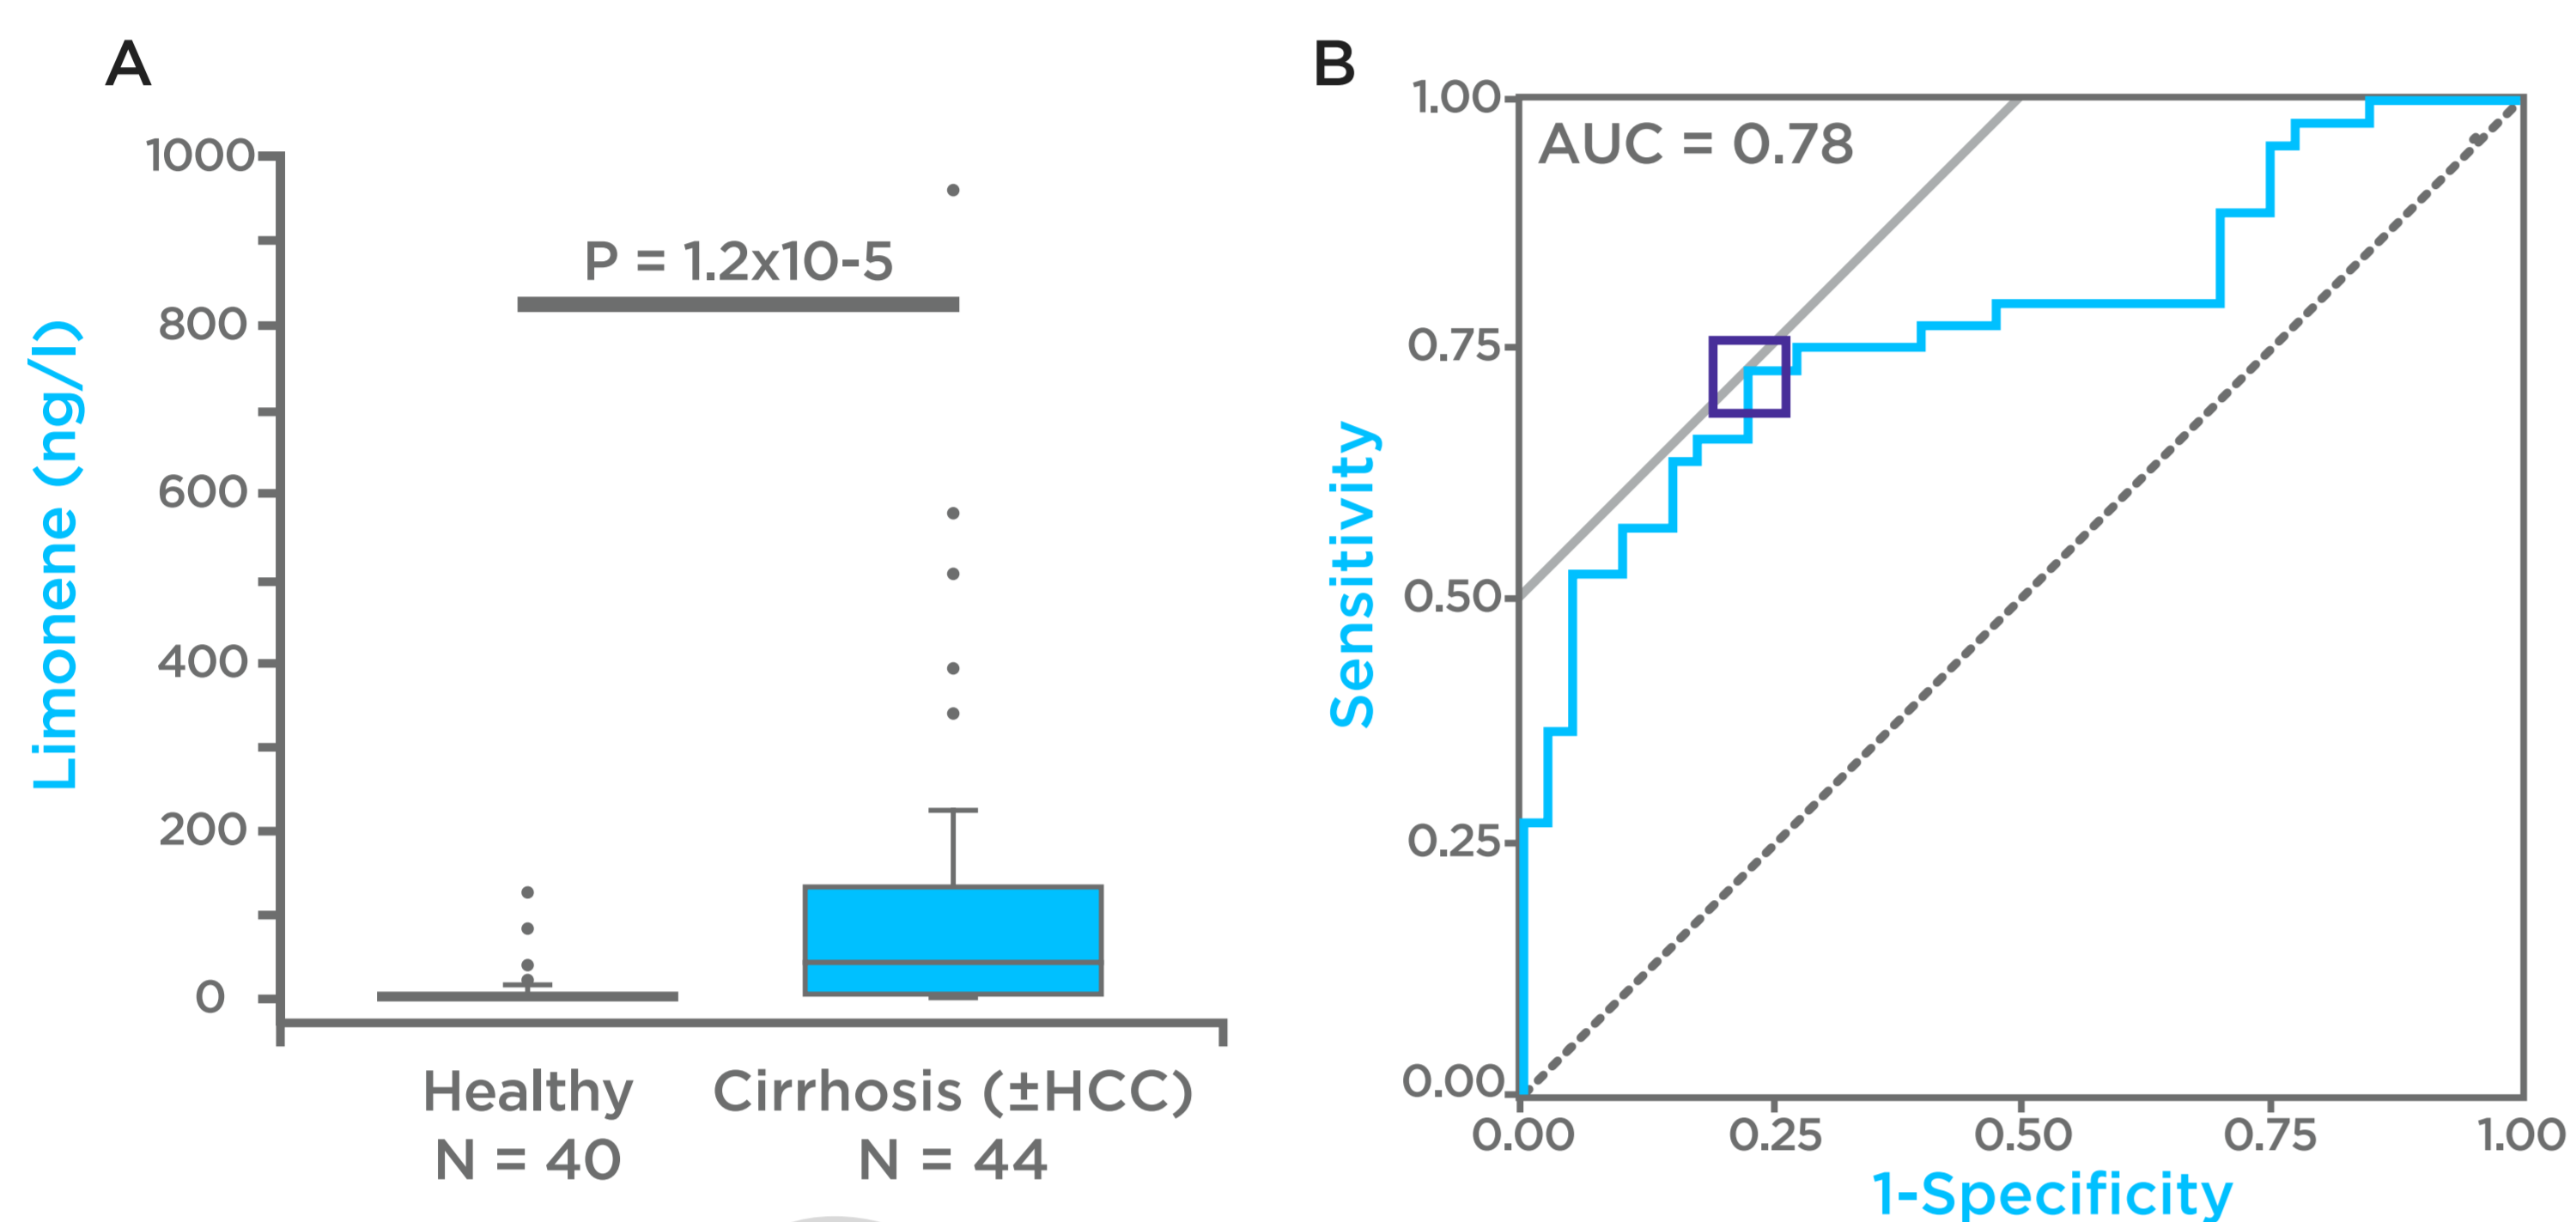 A
Limonene (ng/l)
1000
800
600
400
200
0
P = 1.2x10-5
Healthy
N = 40
Cirrhosis (±HCC)
N = 44
B
Sensitivity
1.00
0.75
0.50
0.25
0.00
AUC = 0.78
0.00 0.25 0.50 0.75 1.00
1-Specificity